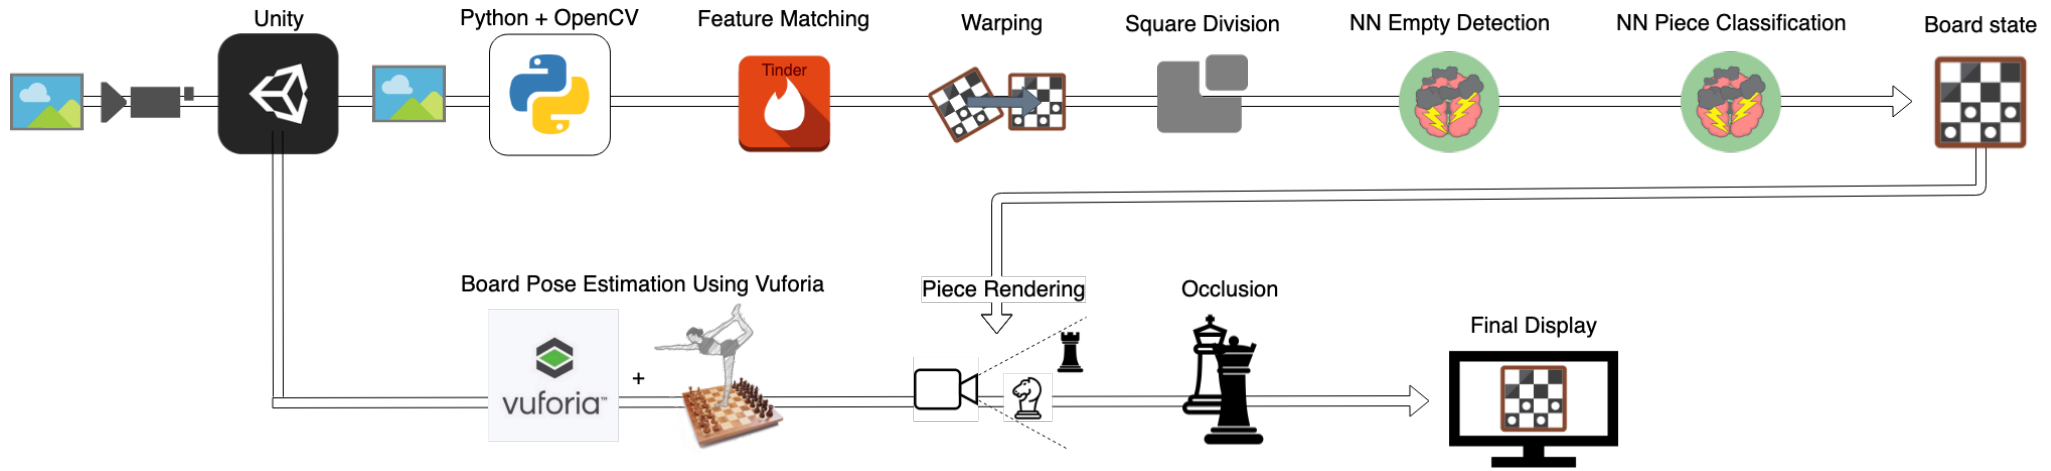 Unity
Python + OpenCV
Feature Matching
Warping
Square Division
NN Empty Detection
NN Piece Classification
Board state
Tinder
Board Pose Estimation Using Vuforia
Piece Rendering
Occlusion
Final Display
vuforia™
+